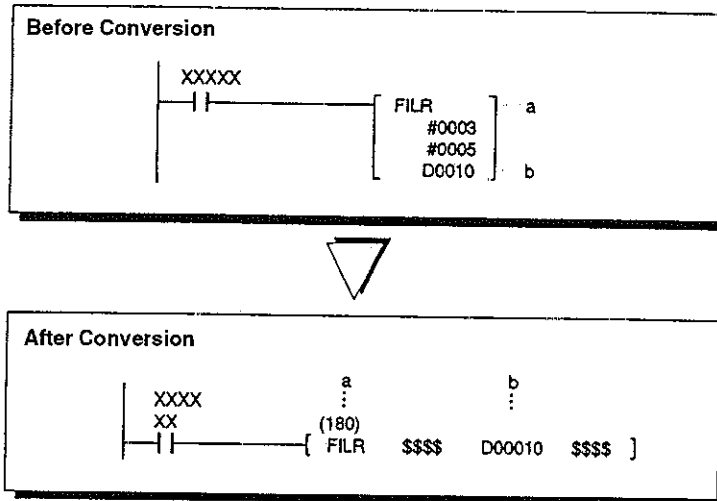 Before Conversion
XXXXX
FILR a
#0003
#0005
D0010 b
After Conversion
a b
XXXX
XX (180)
FILR $$$$ D00010 $$$$